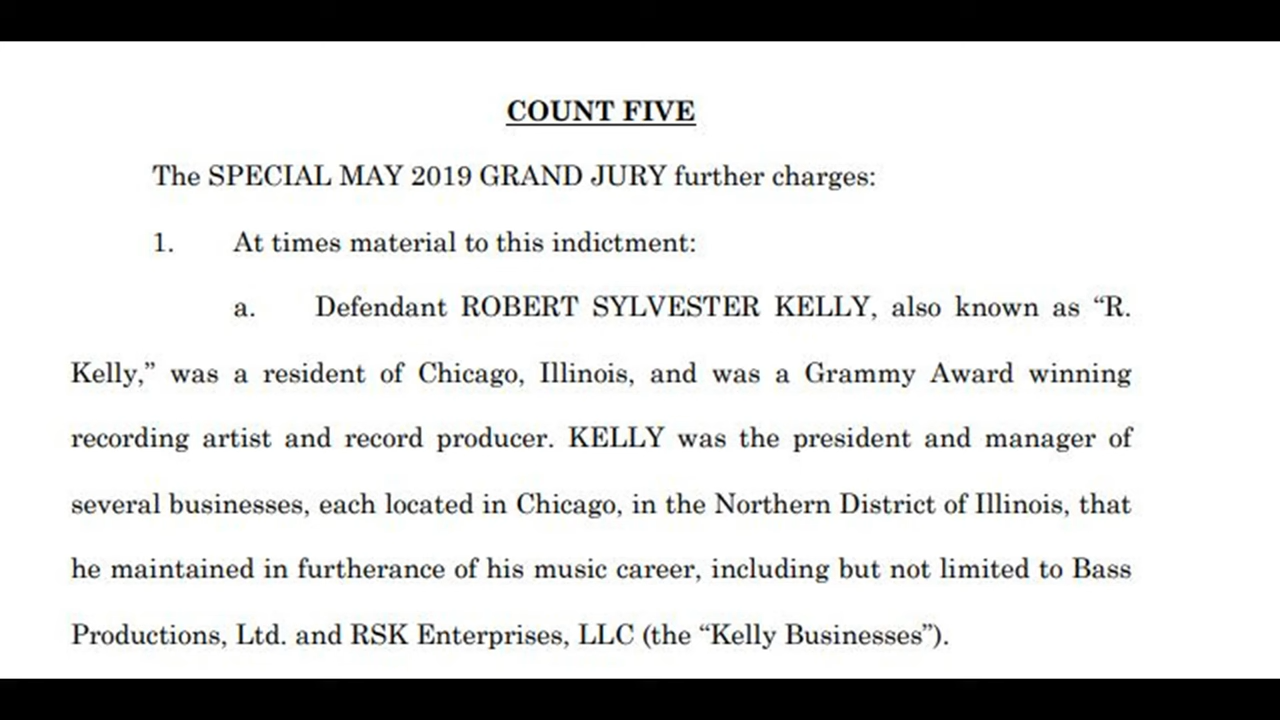 COUNT FIVE
The SPECIAL MAY 2019 GRAND JURY further charges:
1. At times material to this indictment:
a. Defendant ROBERT SYLVESTER KELLY, also known as “R.
Kelly,” was a resident of Chicago, Illinois, and was a Grammy Award winning
recording artist and record producer. KELLY was the president and manager of
several businesses, each located in Chicago, in the Northern District of Illinois, that
he maintained in furtherance of his music career, including but not limited to Bass
Productions, Ltd. and RSK Enterprises, LLC (the “Kelly Businesses”).